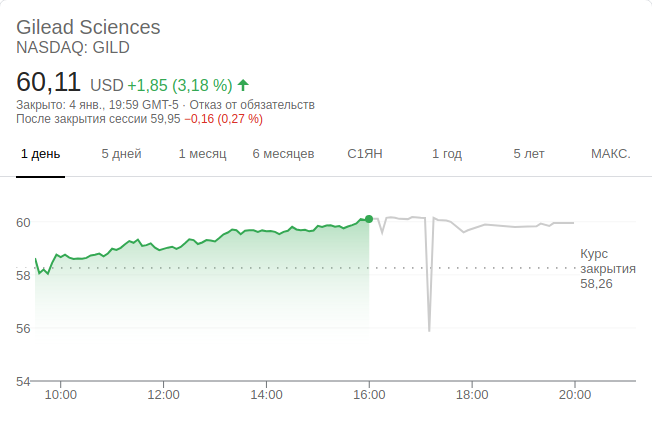 Gilead Sciences
NASDAQ: GILD
60,11 USD +1,85 (3,18 %)
Закрыто: 4 янв., 19:59 GMT-5 · Отказ от обязательств
После закрытия сессии 59,95 −0,16 (0,27 %)
1 день 5 дней 1 месяц 6 месяцев С1ЯН 1 год 5 лет МАКС.
60
58
56
54
Курс
закрытия
58,26
10:00 12:00 14:00 16:00 18:00 20:00